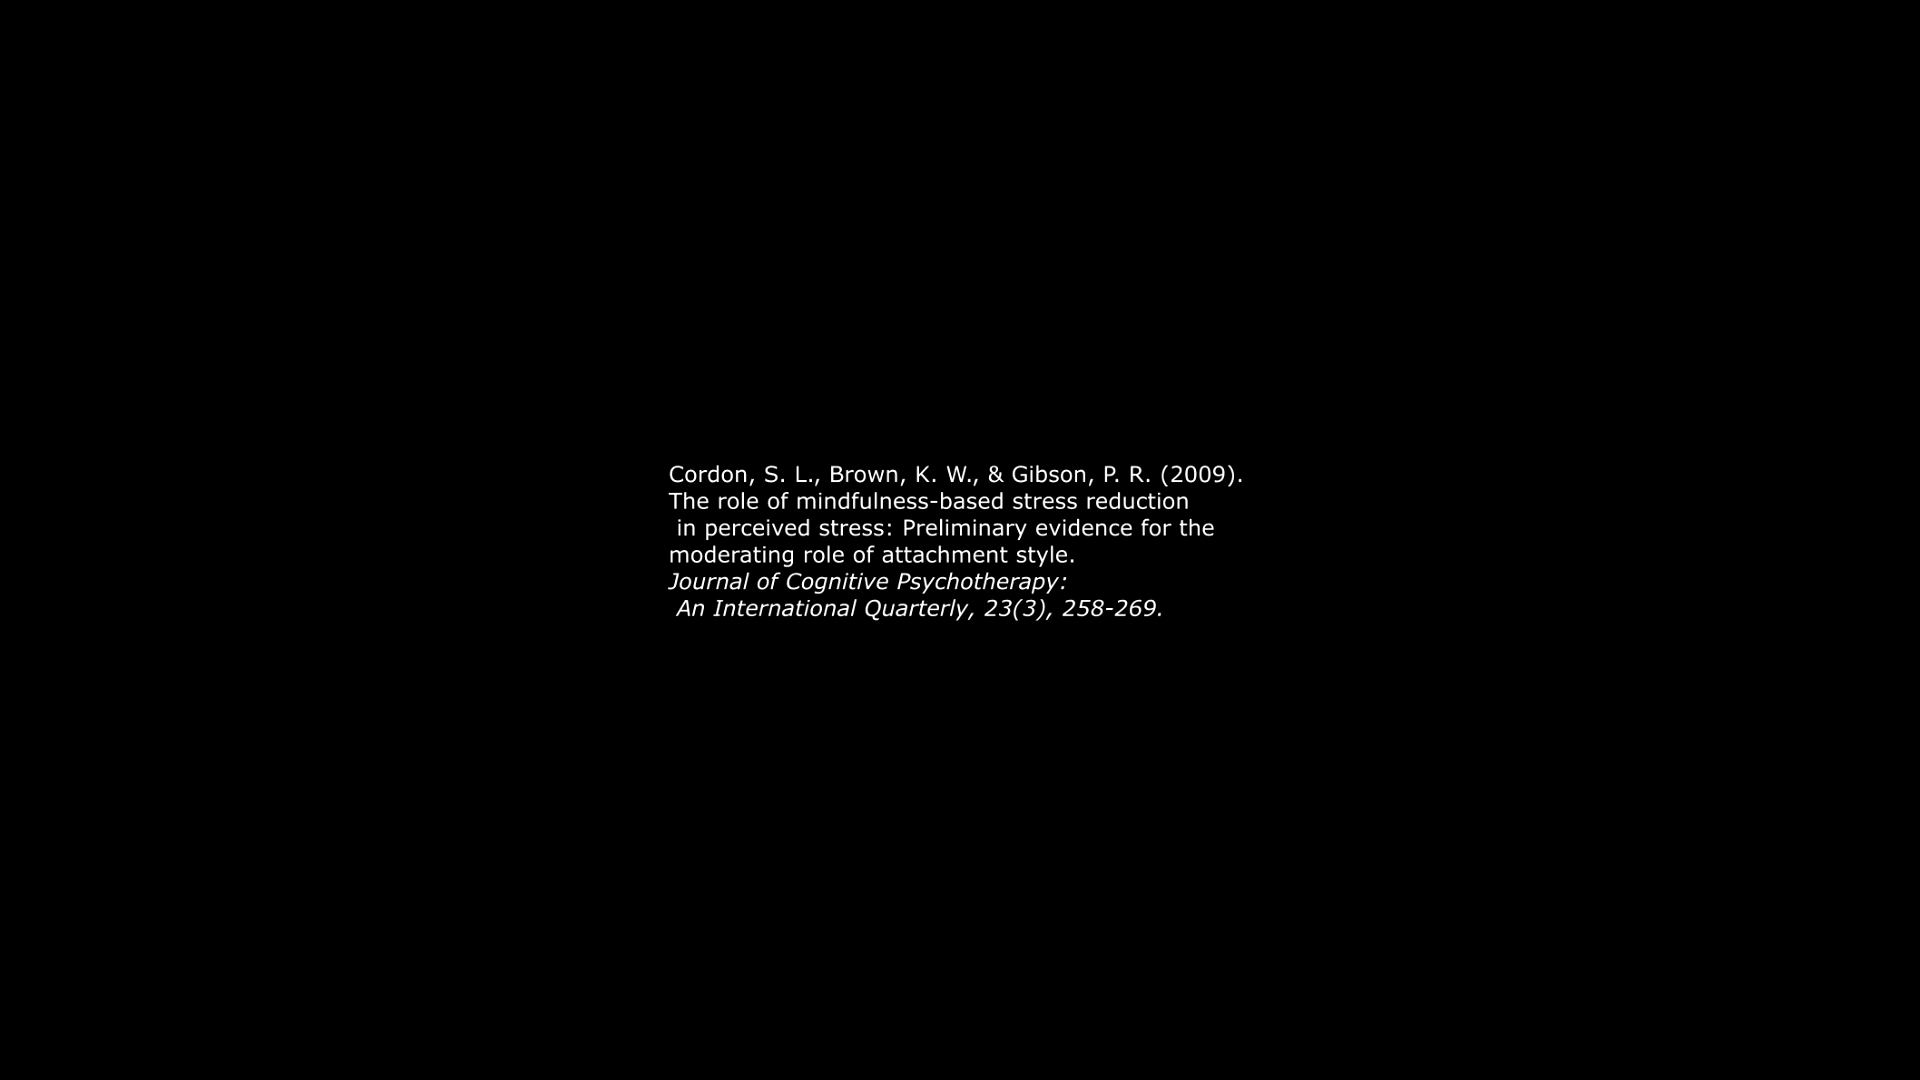 Cordon, S. L., Brown, K. W., & Gibson, P. R. (2009).
The role of mindfulness-based stress reduction
in perceived stress: Preliminary evidence for the
moderating role of attachment style.
Journal of Cognitive Psychotherapy:
An International Quarterly, 23(3), 258-269.